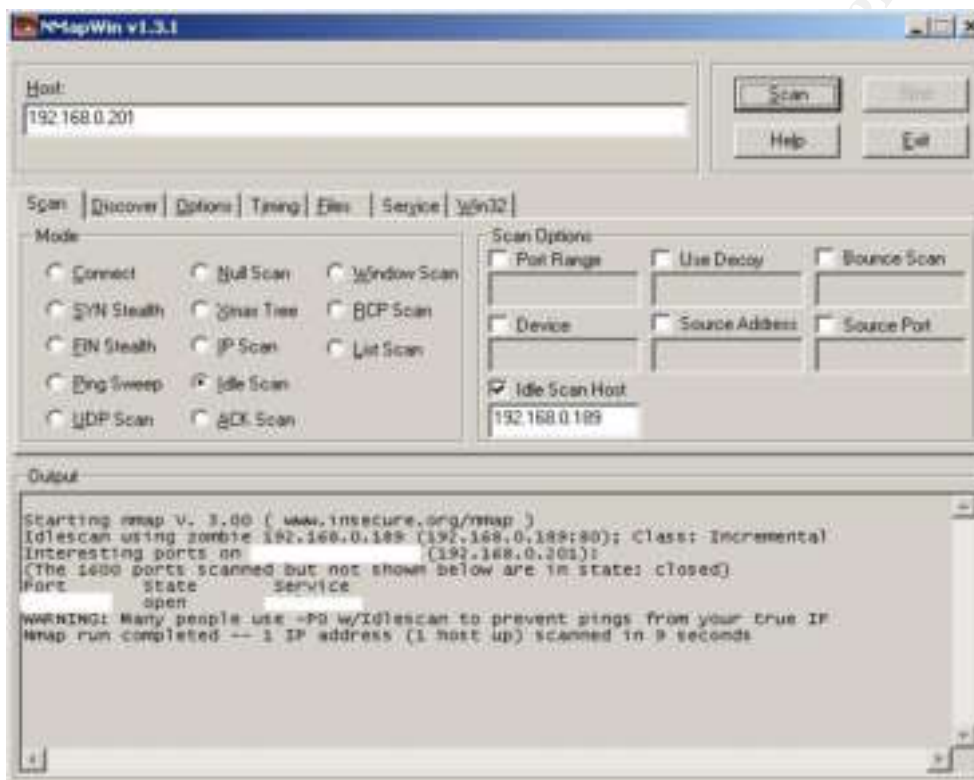 NMapWin v1.3.1
Host:
192.168.0.201
Scan
Help
Exit
Scan Discover Options Timing Files Service Win32
Mode
Connect Null Scan Window Scan
SYN Stealth Xmas Tree RCP Scan
FIN Stealth IP Scan List Scan
Ping Sweep Idle Scan
UDP Scan ACK Scan
Scan Options
Port Range Use Decoy Bounce Scan
Device Source Address Source Port
Idle Scan Host
192.168.0.189
Output
Starting nmap V. 3.00 ( www.insecure.org/nmap )
Idlescan using zombie 192.168.0.189 (192.168.0.189:80); Class: Incremental
Interesting ports on (192.168.0.201):
(The 1600 ports scanned but not shown below are in state: closed)
Port State Service
open
WARNING: Many people use -P0 w/Idlescan to prevent pings from your true IP
Nmap run completed -- 1 IP address (1 host up) scanned in 9 seconds